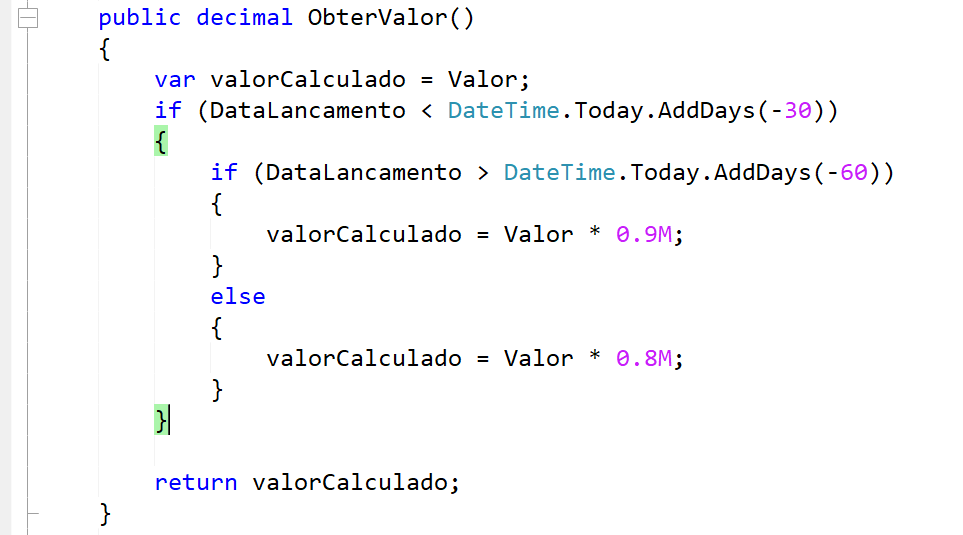 public decimal ObterValor()
{
    var valorCalculado = Valor;
    if (DataLancamento < DateTime.Today.AddDays(-30))
    {
        if (DataLancamento > DateTime.Today.AddDays(-60))
        {
            valorCalculado = Valor * 0.9M;
        }
        else
        {
            valorCalculado = Valor * 0.8M;
        }
    }

    return valorCalculado;
}